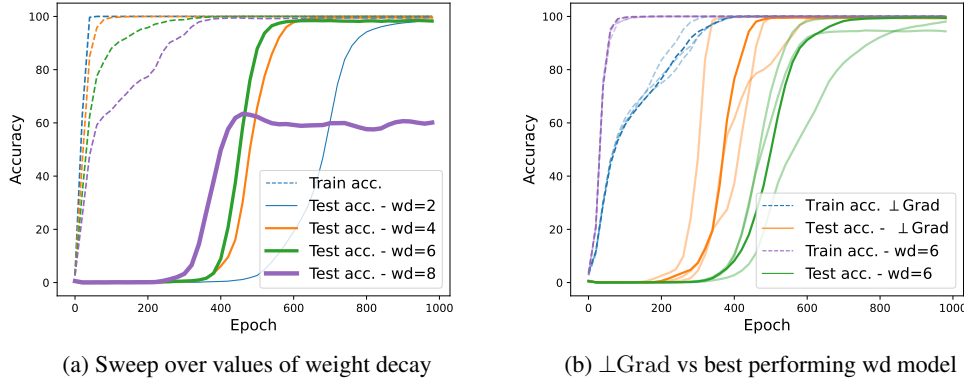 100
80
60
40
20
0
Accuracy
Train acc.
Test acc. - wd=2
Test acc. - wd=4
Test acc. - wd=6
Test acc. - wd=8
0 200 400 600 800 1000
Epoch
(a) Sweep over values of weight decay
100
80
60
40
20
0
Accuracy
Train acc. ⊥Grad
Test acc. - ⊥Grad
Train acc. - wd=6
Test acc. - wd=6
0 200 400 600 800 1000
Epoch
(b) ⊥Grad vs best performing wd model